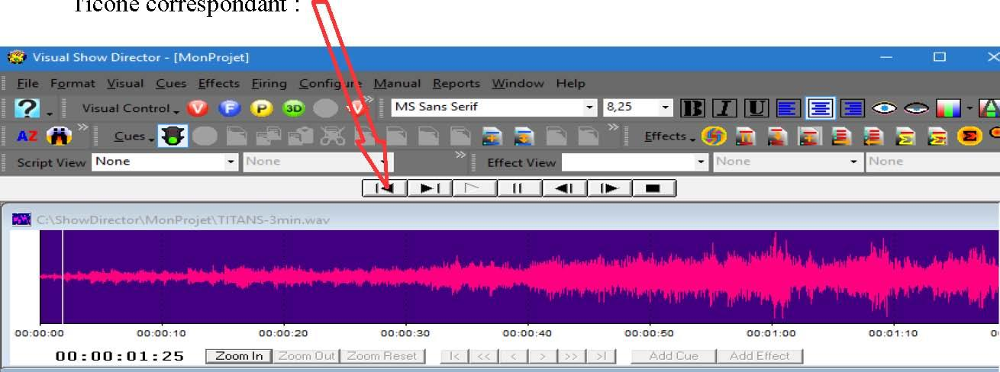 l'icône correspondant :
Visual Show Director - [MonProjet]
File Format Visual Cues Effects Firing Configure Manual Reports Window Help
? Visual Control V F P 3D V » MS Sans Serif 8,25 B I U
AZ » Cues » Effects Σ Σ Σ
Script View None None » Effect View None None
C:\ShowDirector\MonProjet\TITANS-3min.wav
00:00:00 00:00:10 00:00:20 00:00:30 00:00:40 00:00:50 00:01:00 00:01:10 0
00:00:01:25 Zoom In Zoom Out Zoom Reset |< << < > >> >| Add Cue Add Effect